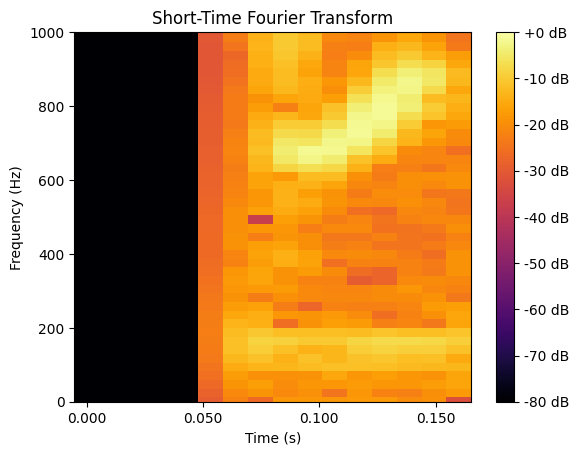 Short-Time Fourier Transform
1000
800
600
400
200
0
Frequency (Hz)
0.000
0.050
0.100
0.150
Time (s)
+0 dB
-10 dB
-20 dB
-30 dB
-40 dB
-50 dB
-60 dB
-70 dB
-80 dB